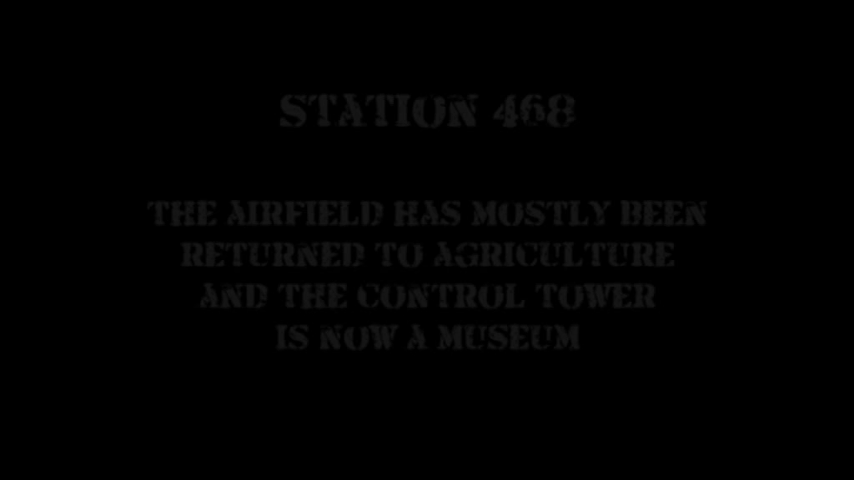 STATION 468
THE AIRFIELD HAS MOSTLY BEEN
RETURNED TO AGRICULTURE
AND THE CONTROL TOWER
IS NOW A MUSEUM